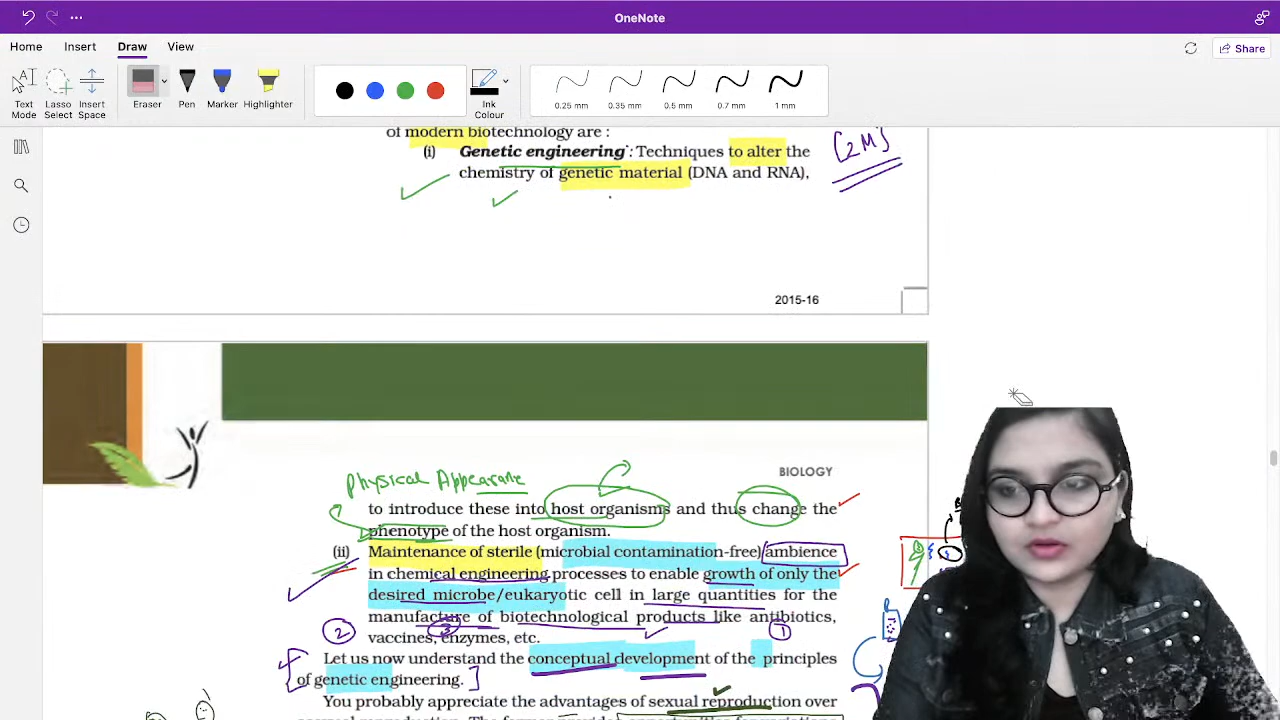 OneNote
Home Insert Draw View
Share
Text Mode
Lasso Select
Insert Space
Eraser
Pen
Marker
Highlighter
Ink Colour
0.25 mm 0.35 mm 0.5 mm 0.7 mm 1 mm
of modern biotechnology are :
[2M]
(i) Genetic engineering : Techniques to alter the
chemistry of genetic material (DNA and RNA),
2015-16
BIOLOGY
Physical Appearance
to introduce these into host organisms and thus change the
phenotype of the host organism.
(ii) Maintenance of sterile (microbial contamination-free) ambience
in chemical engineering processes to enable growth of only the
desired microbe/eukaryotic cell in large quantities for the
manufacture of biotechnological products like antibiotics,
2 3 1
vaccines, enzymes, etc.
Let us now understand the conceptual development of the principles
of genetic engineering.
You probably appreciate the advantages of sexual reproduction over